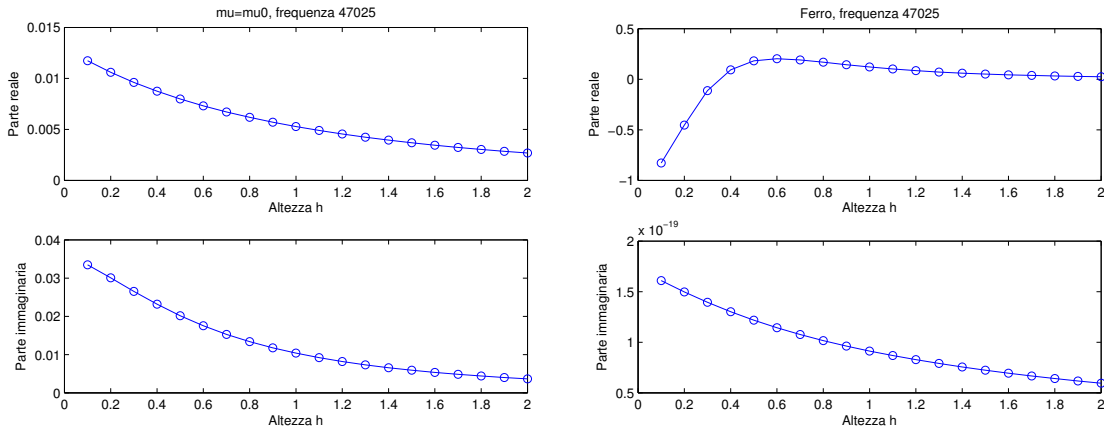 mu=mu0, frequenza 47025
0.015
0.01
0.005
0
Parte reale
0 0.2 0.4 0.6 0.8 1 1.2 1.4 1.6 1.8 2
Altezza h
Ferro, frequenza 47025
0.5
0
−0.5
−1
Parte reale
0 0.2 0.4 0.6 0.8 1 1.2 1.4 1.6 1.8 2
Altezza h
0.04
0.03
0.02
0.01
0
Parte immaginaria
0 0.2 0.4 0.6 0.8 1 1.2 1.4 1.6 1.8 2
Altezza h
x 10⁻¹⁹
2
1.5
1
0.5
Parte immaginaria
0 0.2 0.4 0.6 0.8 1 1.2 1.4 1.6 1.8 2
Altezza h